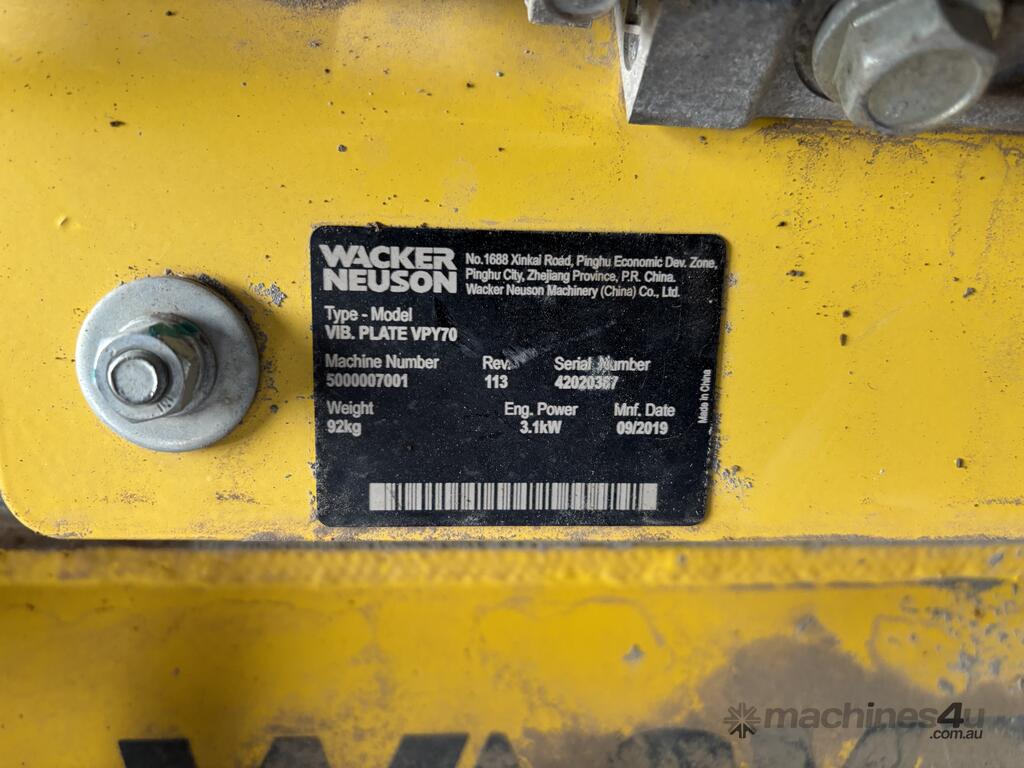 WACKER
NEUSON
No.1688 Xinkai Road, Pinghu Economic Dev. Zone,
Pinghu City, Zhejiang Province, P.R. China.
Wacker Neuson Machinery (China) Co., Ltd.
Type - Model
VIB. PLATE VPY70
Machine Number Rev. Serial Number
5000007001 113
Weight Eng. Power Mnf. Date
92kg 3.1kW 09/2019
Made in China
machines4u
.com.au